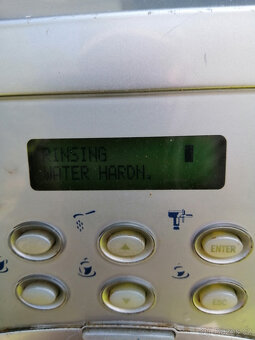 RINSING
WATER HARDN.
ENTER
ESC